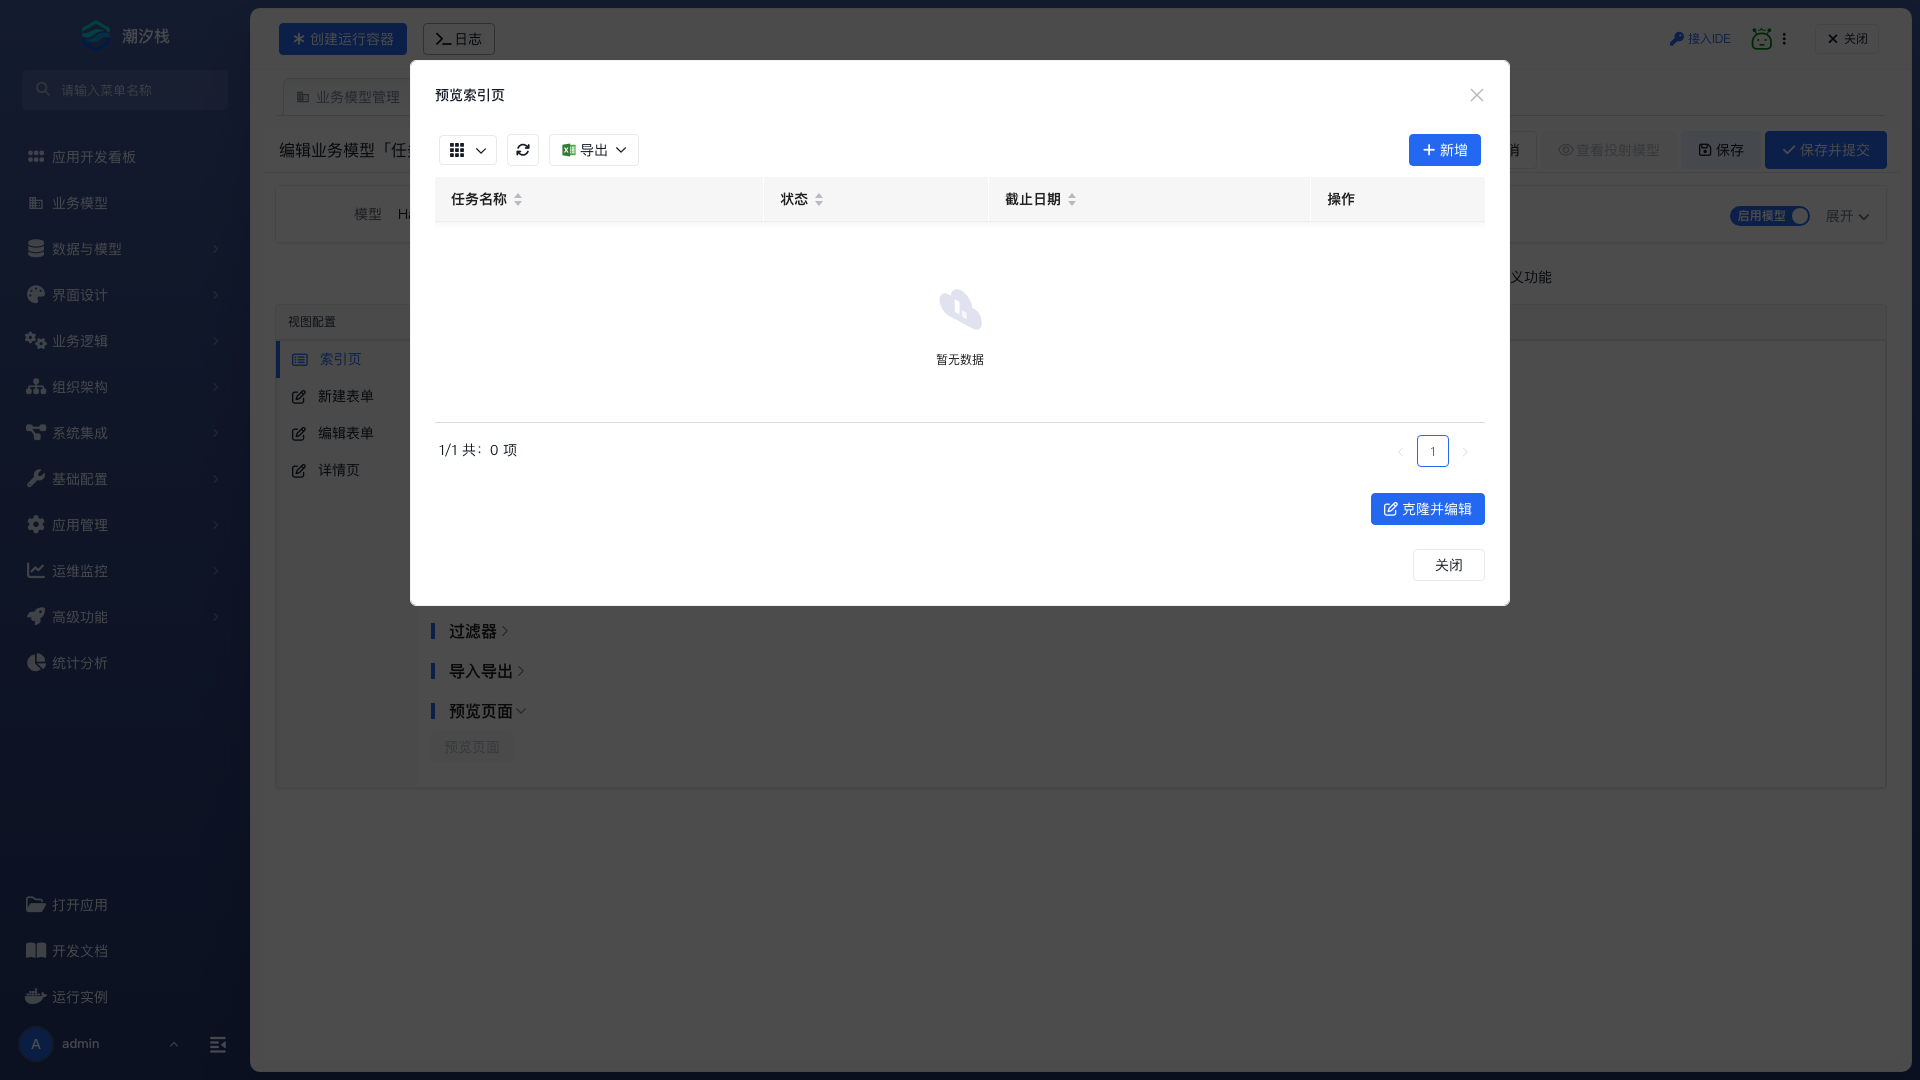 潮汐栈
请输入菜单名称
应用开发看板
业务模型
数据与模型
界面设计
业务逻辑
组织架构
系统集成
基础配置
应用管理
运维监控
高级功能
统计分析
打开应用
开发文档
运行实例
A admin
创建运行容器 日志 接入IDE 关闭
业务模型管理
编辑业务模型「任 查看投射模型 保存 保存并提交
模型 启用模型 展开
义功能
视图配置
索引页
新建表单
编辑表单
详情页
预览索引页
导出 新增
任务名称 状态 截止日期 操作
暂无数据
1/1 共：0 项 1
克隆并编辑
关闭
过滤器
导入导出
预览页面
预览页面